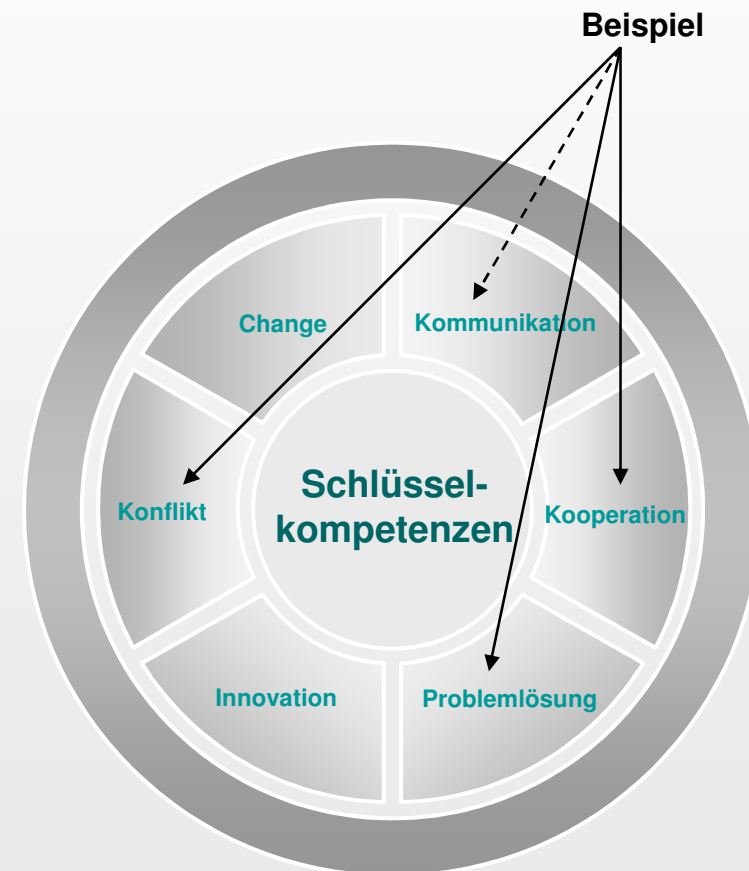 Beispiel
Change
Kommunikation
Konflikt
Schlüssel-
kompetenzen
Kooperation
Innovation
Problemlösung